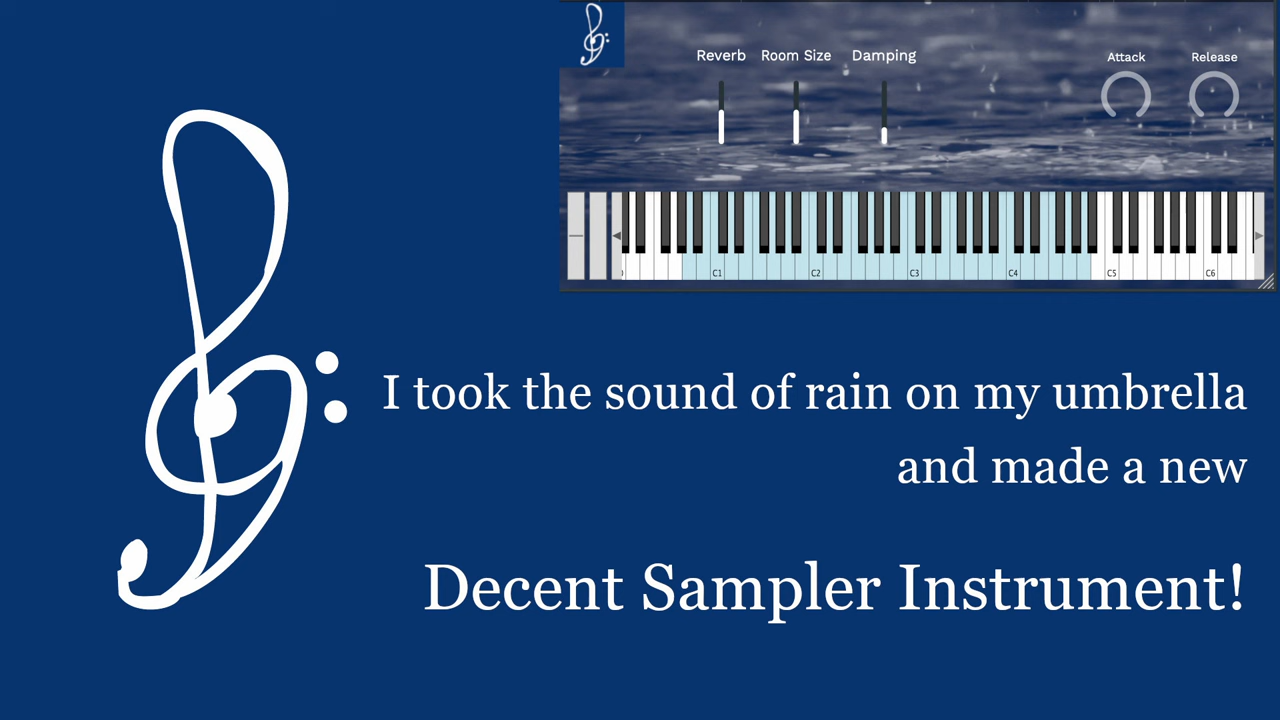 Reverb Room Size Damping
Attack Release
C1 C2 C3 C4 C5 C6
I took the sound of rain on my umbrella
and made a new
Decent Sampler Instrument!